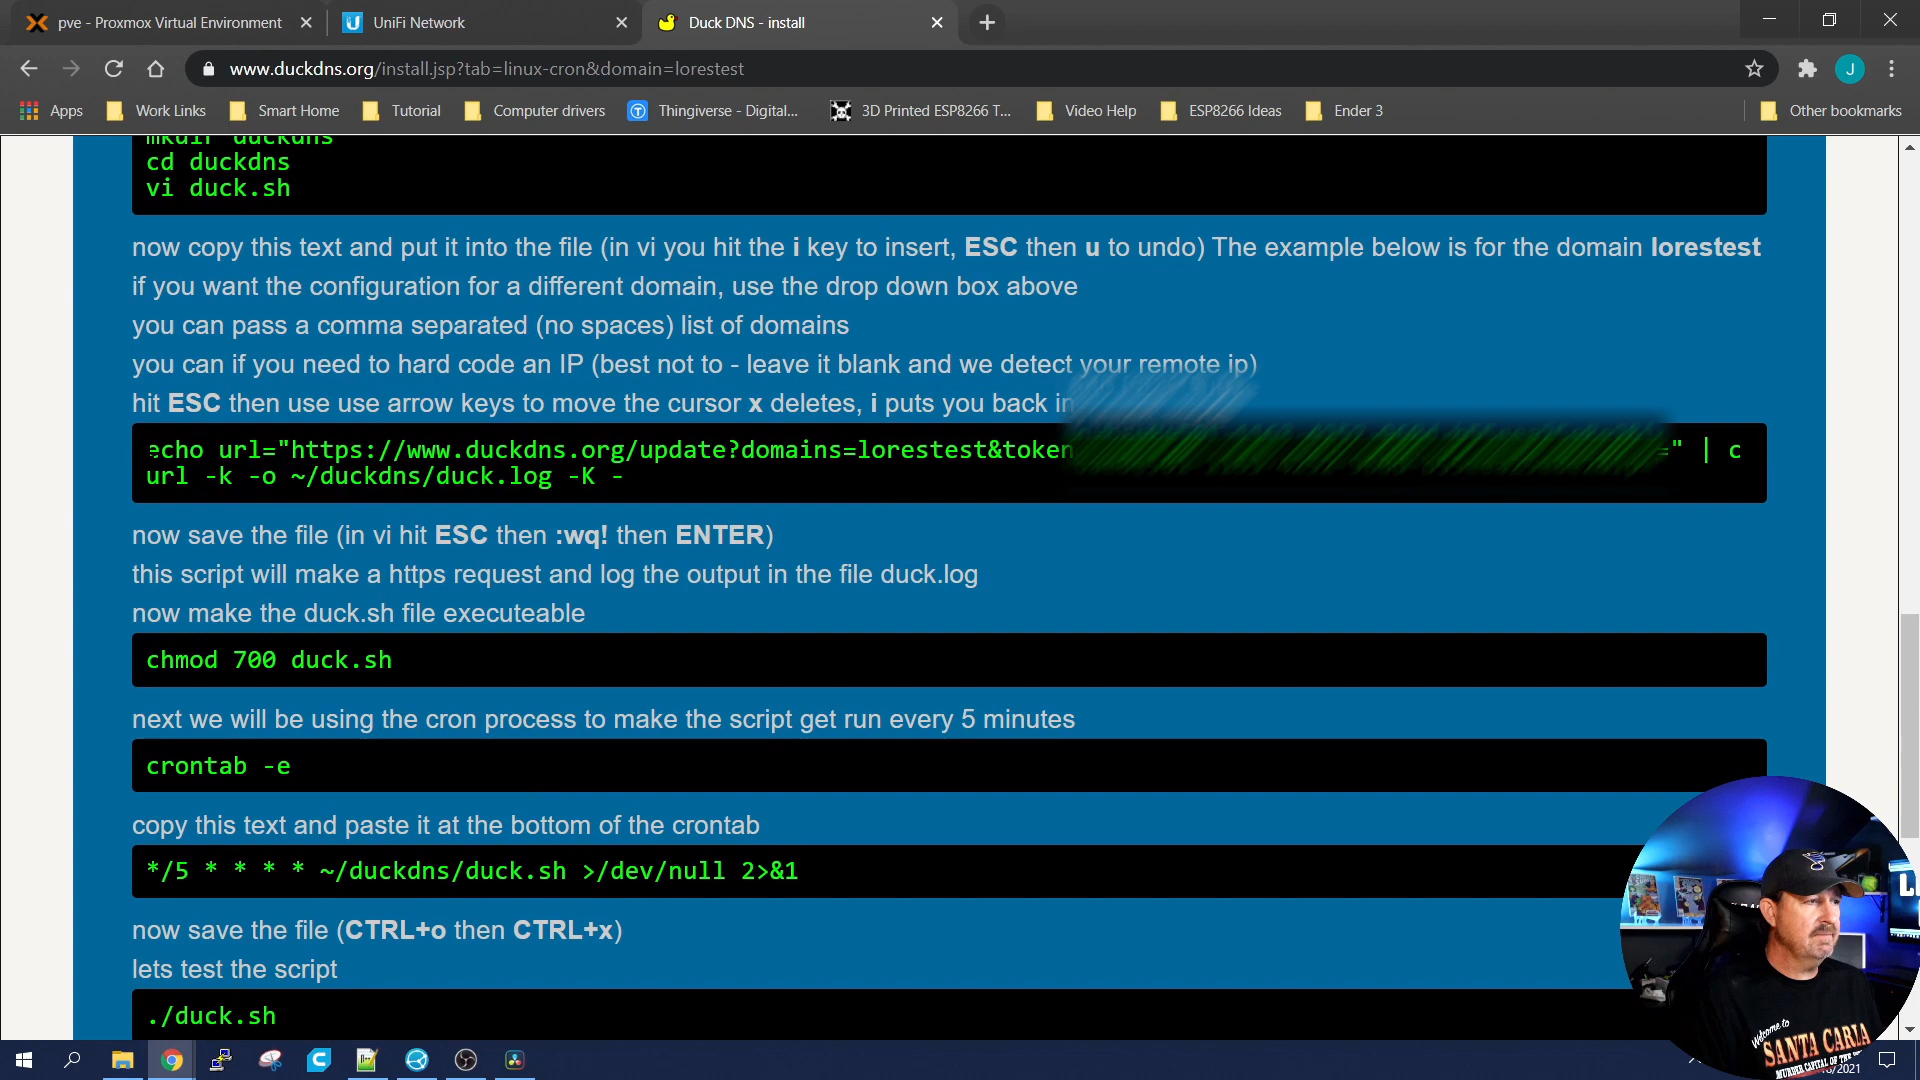 pve - Proxmox Virtual Environment
UniFi Network
Duck DNS - install
www.duckdns.org/install.jsp?tab=linux-cron&domain=lorestest
J
Apps
Work Links
Smart Home
Tutorial
Computer drivers
Thingiverse - Digital...
3D Printed ESP8266 T...
Video Help
ESP8266 Ideas
Ender 3
Other bookmarks
mkdir duckdns
cd duckdns
vi duck.sh
now copy this text and put it into the file (in vi you hit the i key to insert, ESC then u to undo) The example below is for the domain lorestest
if you want the configuration for a different domain, use the drop down box above
you can pass a comma separated (no spaces) list of domains
you can if you need to hard code an IP (best not to - leave it blank and we detect your remote ip)
hit ESC then use use arrow keys to move the cursor x deletes, i puts you back in
echo url="https://www.duckdns.org/update?domains=lorestest&token =" | c
url -k -o ~/duckdns/duck.log -K -
now save the file (in vi hit ESC then :wq! then ENTER)
this script will make a https request and log the output in the file duck.log
now make the duck.sh file executeable
chmod 700 duck.sh
next we will be using the cron process to make the script get run every 5 minutes
crontab -e
copy this text and paste it at the bottom of the crontab
*/5 * * * * ~/duckdns/duck.sh >/dev/null 2>&1
now save the file (CTRL+o then CTRL+x)
lets test the script
./duck.sh
Welcome to
SANTA CARLA
MURDER CAPITAL OF THE
/2021